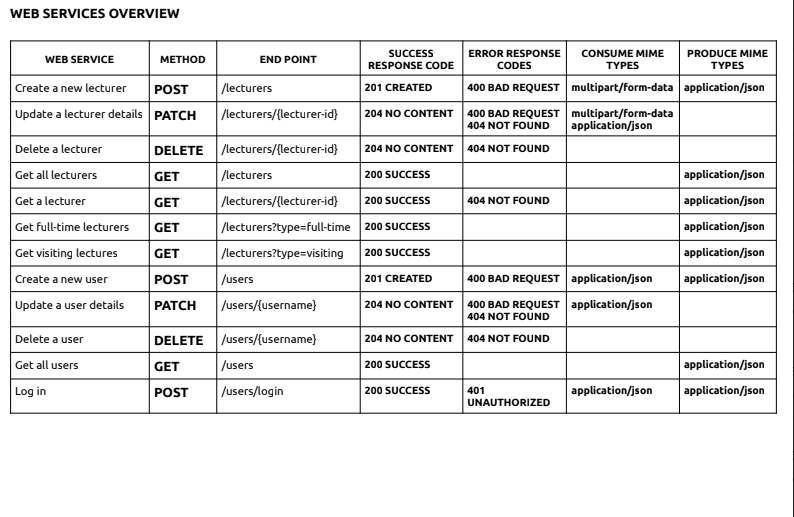 WEB SERVICES OVERVIEW
WEB SERVICE METHOD END POINT SUCCESS RESPONSE CODE ERROR RESPONSE CODES CONSUME MIME TYPES PRODUCE MIME TYPES
Create a new lecturer POST /lecturers 201 CREATED 400 BAD REQUEST multipart/form-data application/json
Update a lecturer details PATCH /lecturers/{lecturer-id} 204 NO CONTENT 400 BAD REQUEST multipart/form-data
404 NOT FOUND application/json
Delete a lecturer DELETE /lecturers/{lecturer-id} 204 NO CONTENT 404 NOT FOUND
Get all lecturers GET /lecturers 200 SUCCESS application/json
Get a lecturer GET /lecturers/{lecturer-id} 200 SUCCESS 404 NOT FOUND application/json
Get full-time lecturers GET /lecturers?type=full-time 200 SUCCESS application/json
Get visiting lectures GET /lecturers?type=visiting 200 SUCCESS application/json
Create a new user POST /users 201 CREATED 400 BAD REQUEST application/json application/json
Update a user details PATCH /users/{username} 204 NO CONTENT 400 BAD REQUEST application/json
404 NOT FOUND
Delete a user DELETE /users/{username} 204 NO CONTENT 404 NOT FOUND
Get all users GET /users 200 SUCCESS application/json
Log in POST /users/login 200 SUCCESS 401 application/json application/json
UNAUTHORIZED